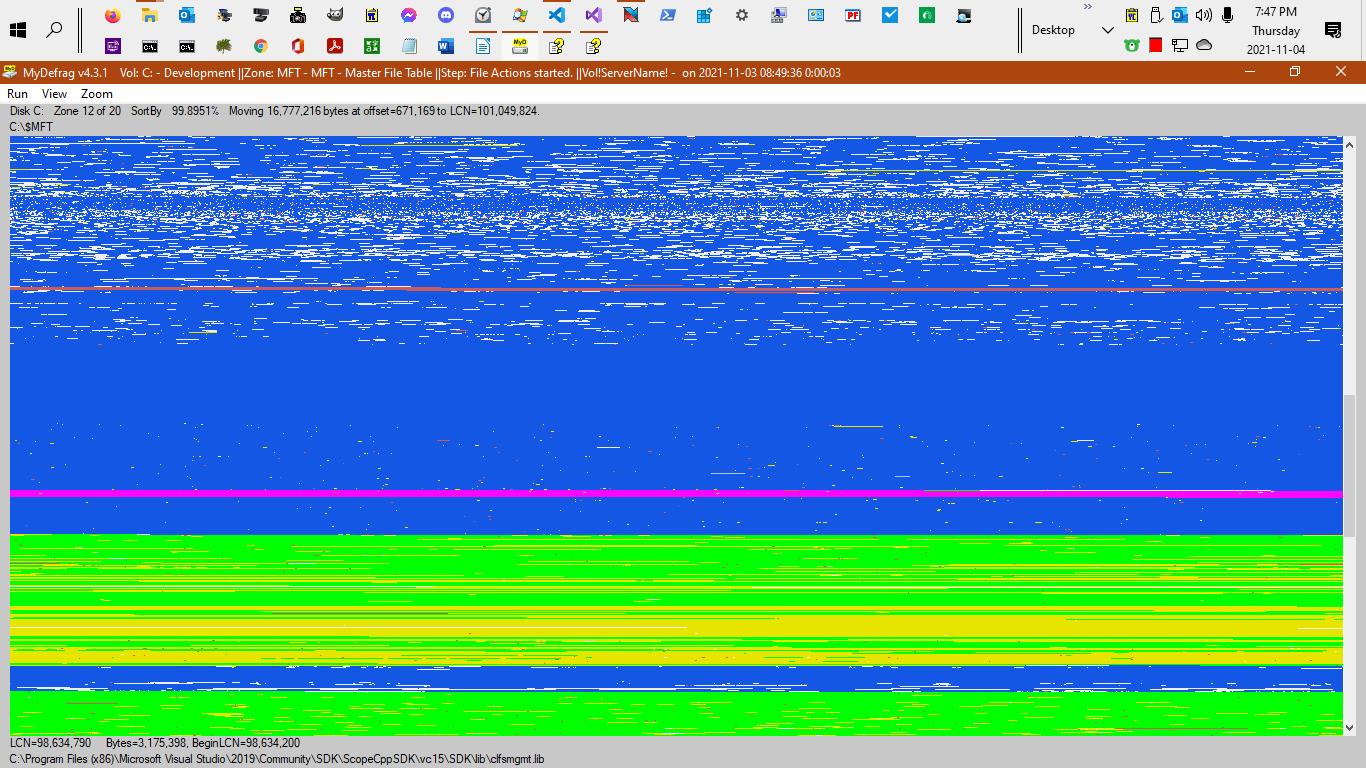 7:47 PM
Desktop
Thursday
2021-11-04
MyDefrag v4.3.1 Vol: C: - Development ||Zone: MFT - MFT - Master File Table ||Step: File Actions started. ||Vol!ServerName! - on 2021-11-03 08:49:36 0:00:03
Run View Zoom
Disk C: Zone 12 of 20 SortBy 99.8951% Moving 16,777,216 bytes at offset=671,169 to LCN=101,049,824.
C:\$MFT
LCN=98,634,790 Bytes=3,175,398, BeginLCN=98,634,200
C:\Program Files (x86)\Microsoft Visual Studio\2019\Community\SDK\ScopeCppSDK\vc15\SDK\lib\clfsmgmt.lib